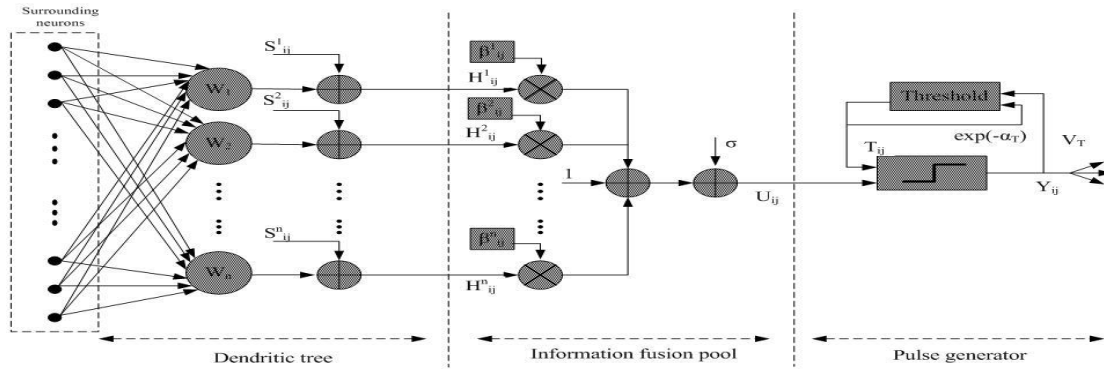 Surrounding
neurons
S¹ij
W₁
β¹ij
H¹ij
S²ij
W₂
β²ij
H²ij
σ
1
Uij
Threshold
exp(-αT)
Tij
VT
Yij
Sⁿij
Wn
βⁿij
Hⁿij
Dendritic tree
Information fusion pool
Pulse generator